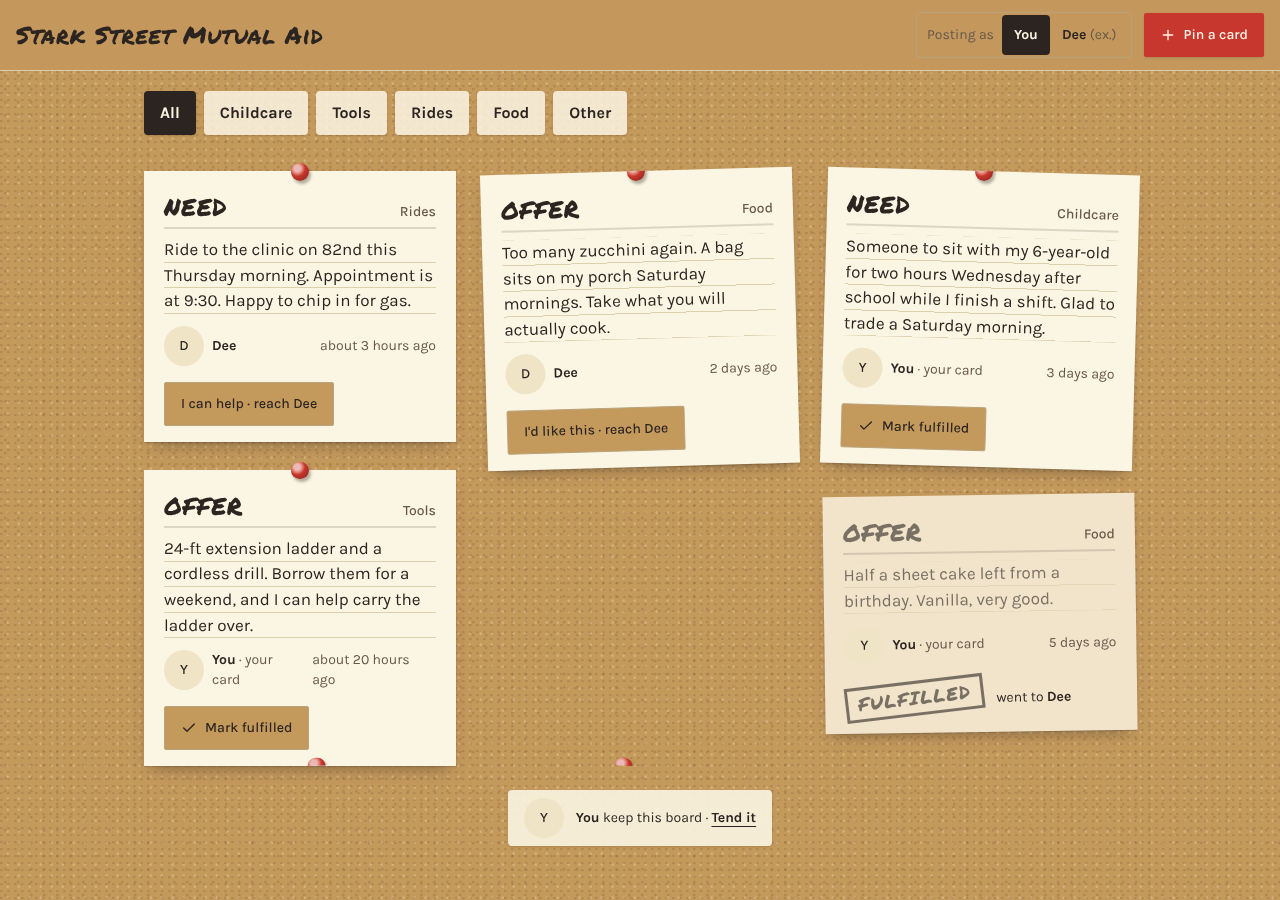 Stark Street Mutual Aid
Posting as You Dee (ex.) + Pin a card
All Childcare Tools Rides Food Other
NEED Rides
Ride to the clinic on 82nd this
Thursday morning. Appointment is
at 9:30. Happy to chip in for gas.
D Dee about 3 hours ago
I can help · reach Dee
OFFER Food
Too many zucchini again. A bag
sits on my porch Saturday
mornings. Take what you will
actually cook.
D Dee 2 days ago
I'd like this · reach Dee
NEED Childcare
Someone to sit with my 6-year-old
for two hours Wednesday after
school while I finish a shift. Glad to
trade a Saturday morning.
Y You · your card 3 days ago
Mark fulfilled
OFFER Tools
24-ft extension ladder and a
cordless drill. Borrow them for a
weekend, and I can help carry the
ladder over.
Y You · your card about 20 hours ago
Mark fulfilled
OFFER Food
Half a sheet cake left from a
birthday. Vanilla, very good.
Y You · your card 5 days ago
FULFILLED went to Dee
Y You keep this board · Tend it